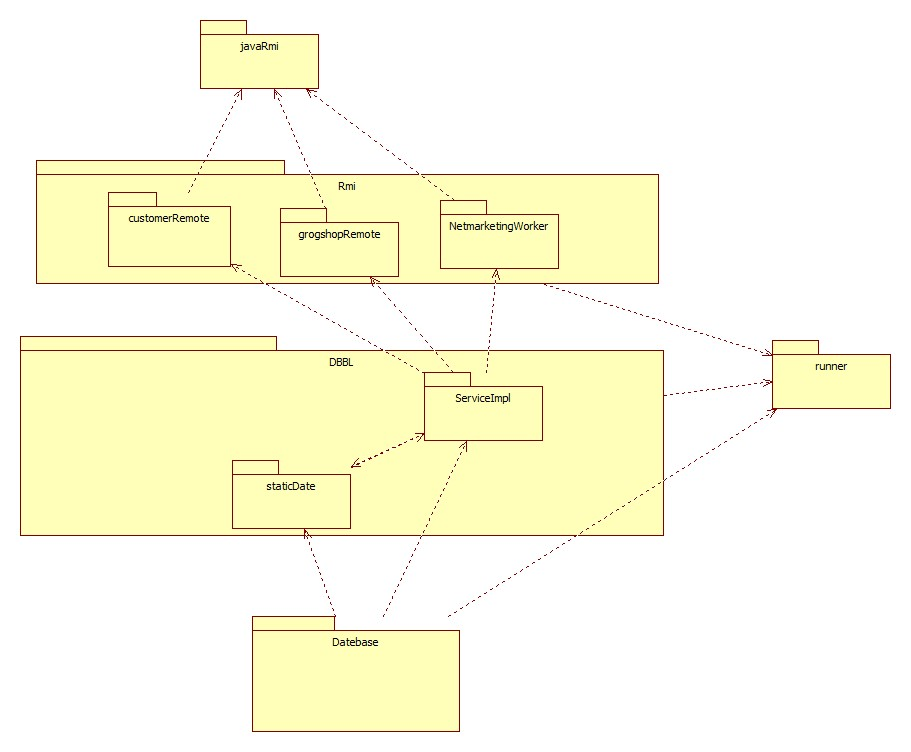 javaRmi
Rmi
customerRemote
grogshopRemote
NetmarketingWorker
DBBL
runner
ServiceImpl
staticDate
Datebase